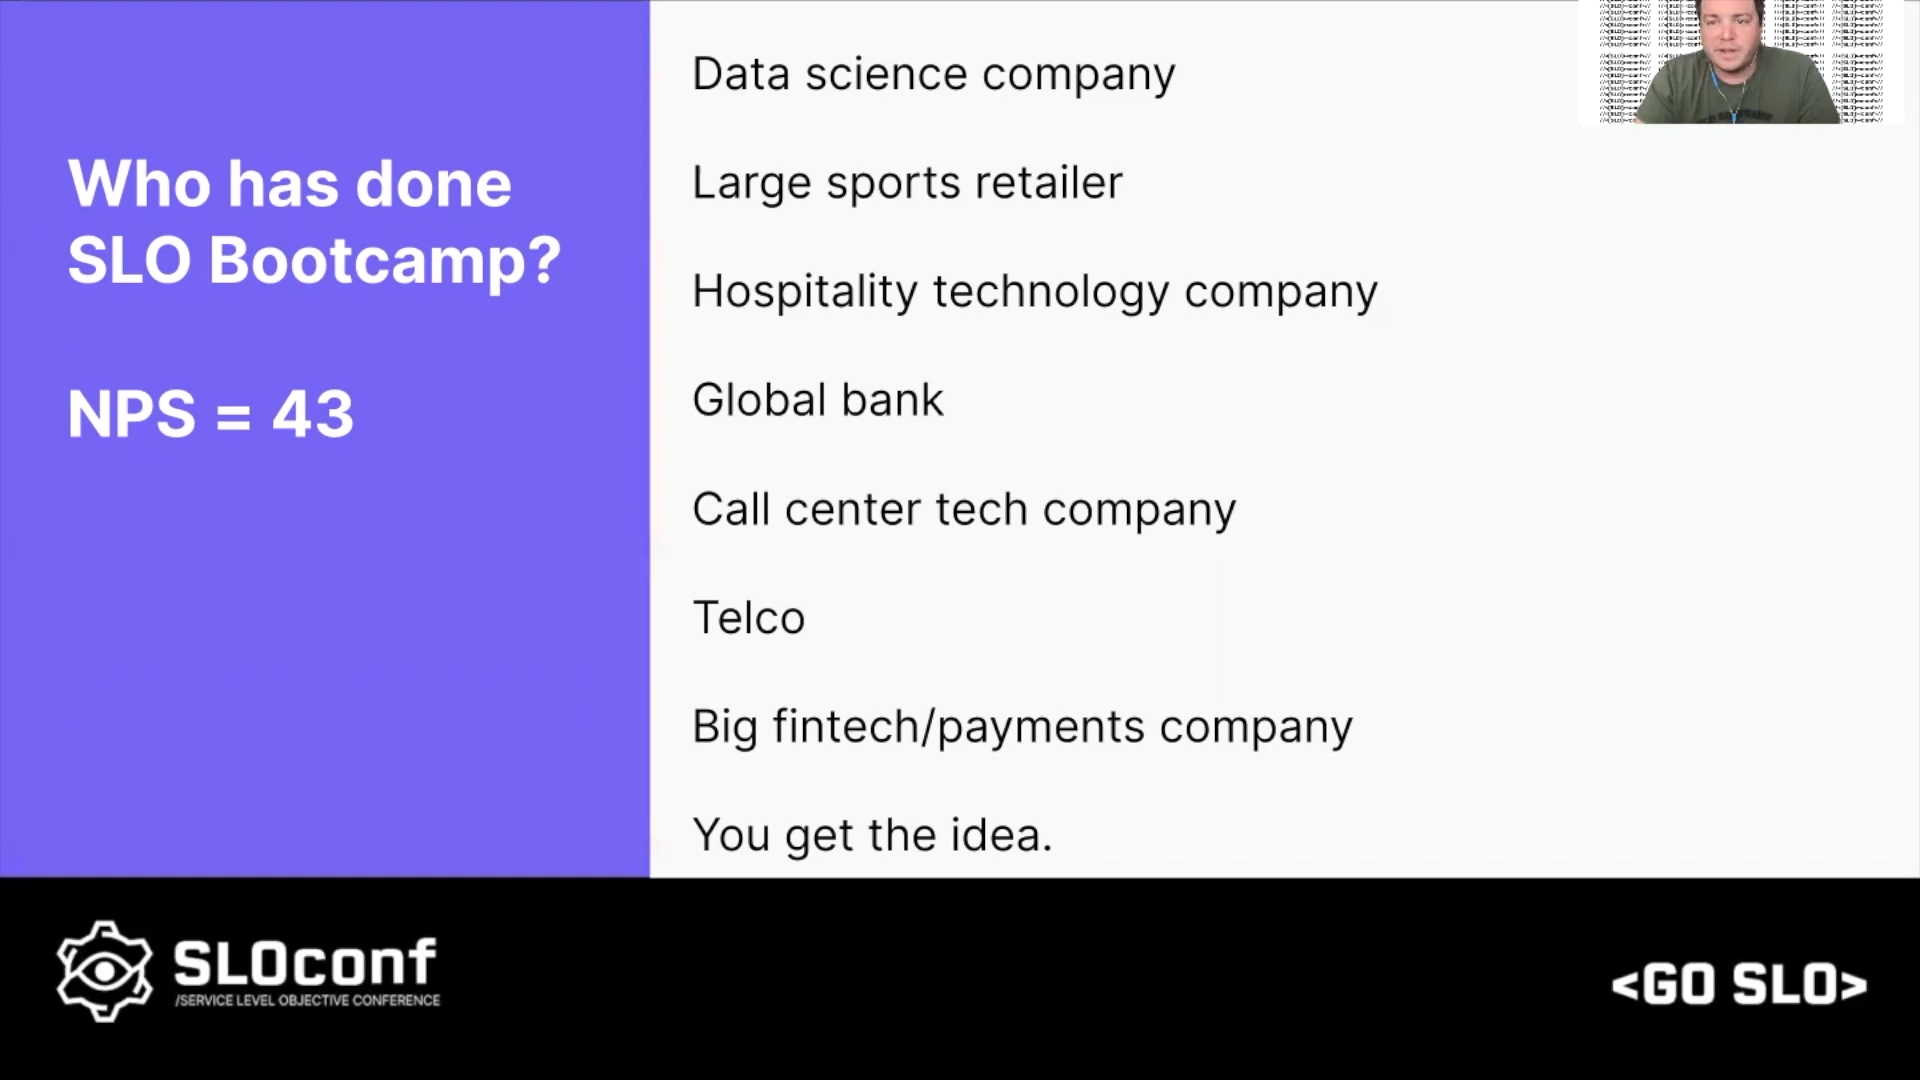 Who has done
SLO Bootcamp?
NPS = 43
Data science company
Large sports retailer
Hospitality technology company
Global bank
Call center tech company
Telco
Big fintech/payments company
You get the idea.
SLOconf
/SERVICE LEVEL OBJECTIVE CONFERENCE
<GO SLO>